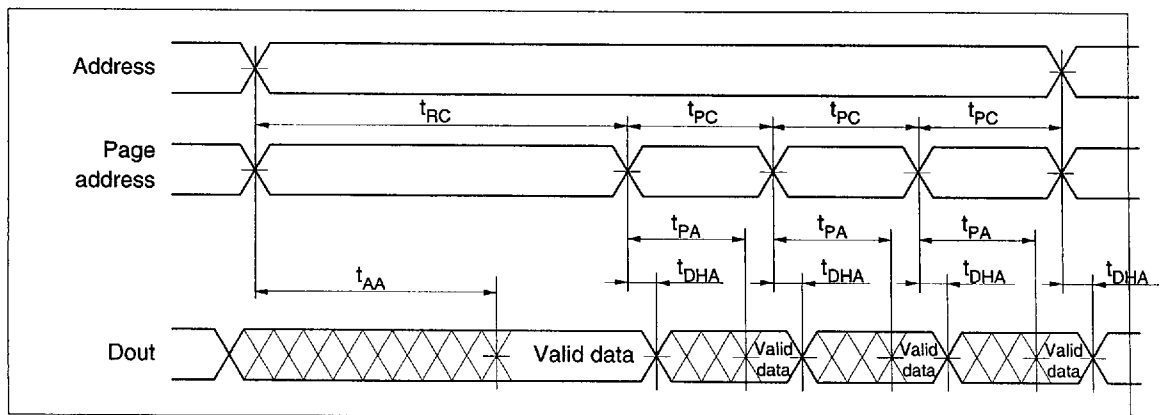 Address
tRC tPC tPC tPC
Page
address
tPA tPA tPA
tAA tDHA tDHA tDHA tDHA
Dout Valid data Valid
data Valid
data Valid
data